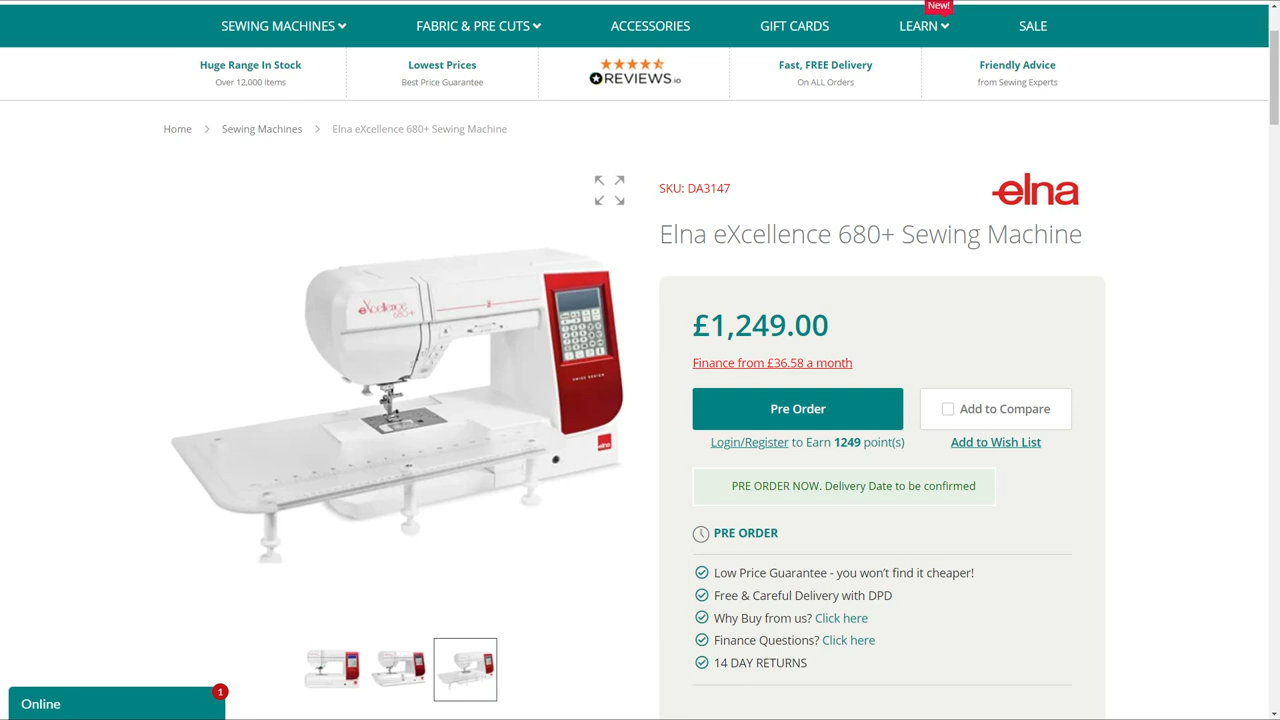 New!
SEWING MACHINES
FABRIC & PRE CUTS
ACCESSORIES
GIFT CARDS
LEARN
SALE
Huge Range In Stock
Over 12,000 Items
Lowest Prices
Best Price Guarantee
REVIEWS.io
Fast, FREE Delivery
On ALL Orders
Friendly Advice
from Sewing Experts
Home
Sewing Machines
Elna eXcellence 680+ Sewing Machine
SKU: DA3147
elna
Elna eXcellence 680+ Sewing Machine
eXcellence
680+
SWISS DESIGN
elna
£1,249.00
Finance from £36.58 a month
Pre Order
Add to Compare
Login/Register to Earn 1249 point(s)
Add to Wish List
PRE ORDER NOW. Delivery Date to be confirmed
PRE ORDER
Low Price Guarantee - you won’t find it cheaper!
Free & Careful Delivery with DPD
Why Buy from us? Click here
Finance Questions? Click here
14 DAY RETURNS
Online
1